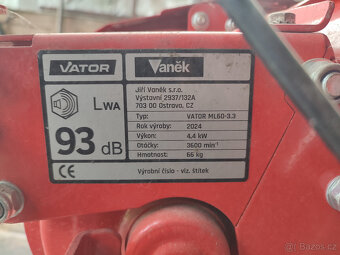 VATOR
Vaněk
LWA
93 dB
Jiří Vaněk s.r.o.
Výstavní 2937/132A
703 00 Ostrava, CZ
Typ: VATOR ML60-3.3
Rok výroby: 2024
Výkon: 4,4 kW
Otáčky: 3600 min⁻¹
Hmotnost: 66 kg
CE
Výrobní číslo - viz. štítek
Sbazos.cz